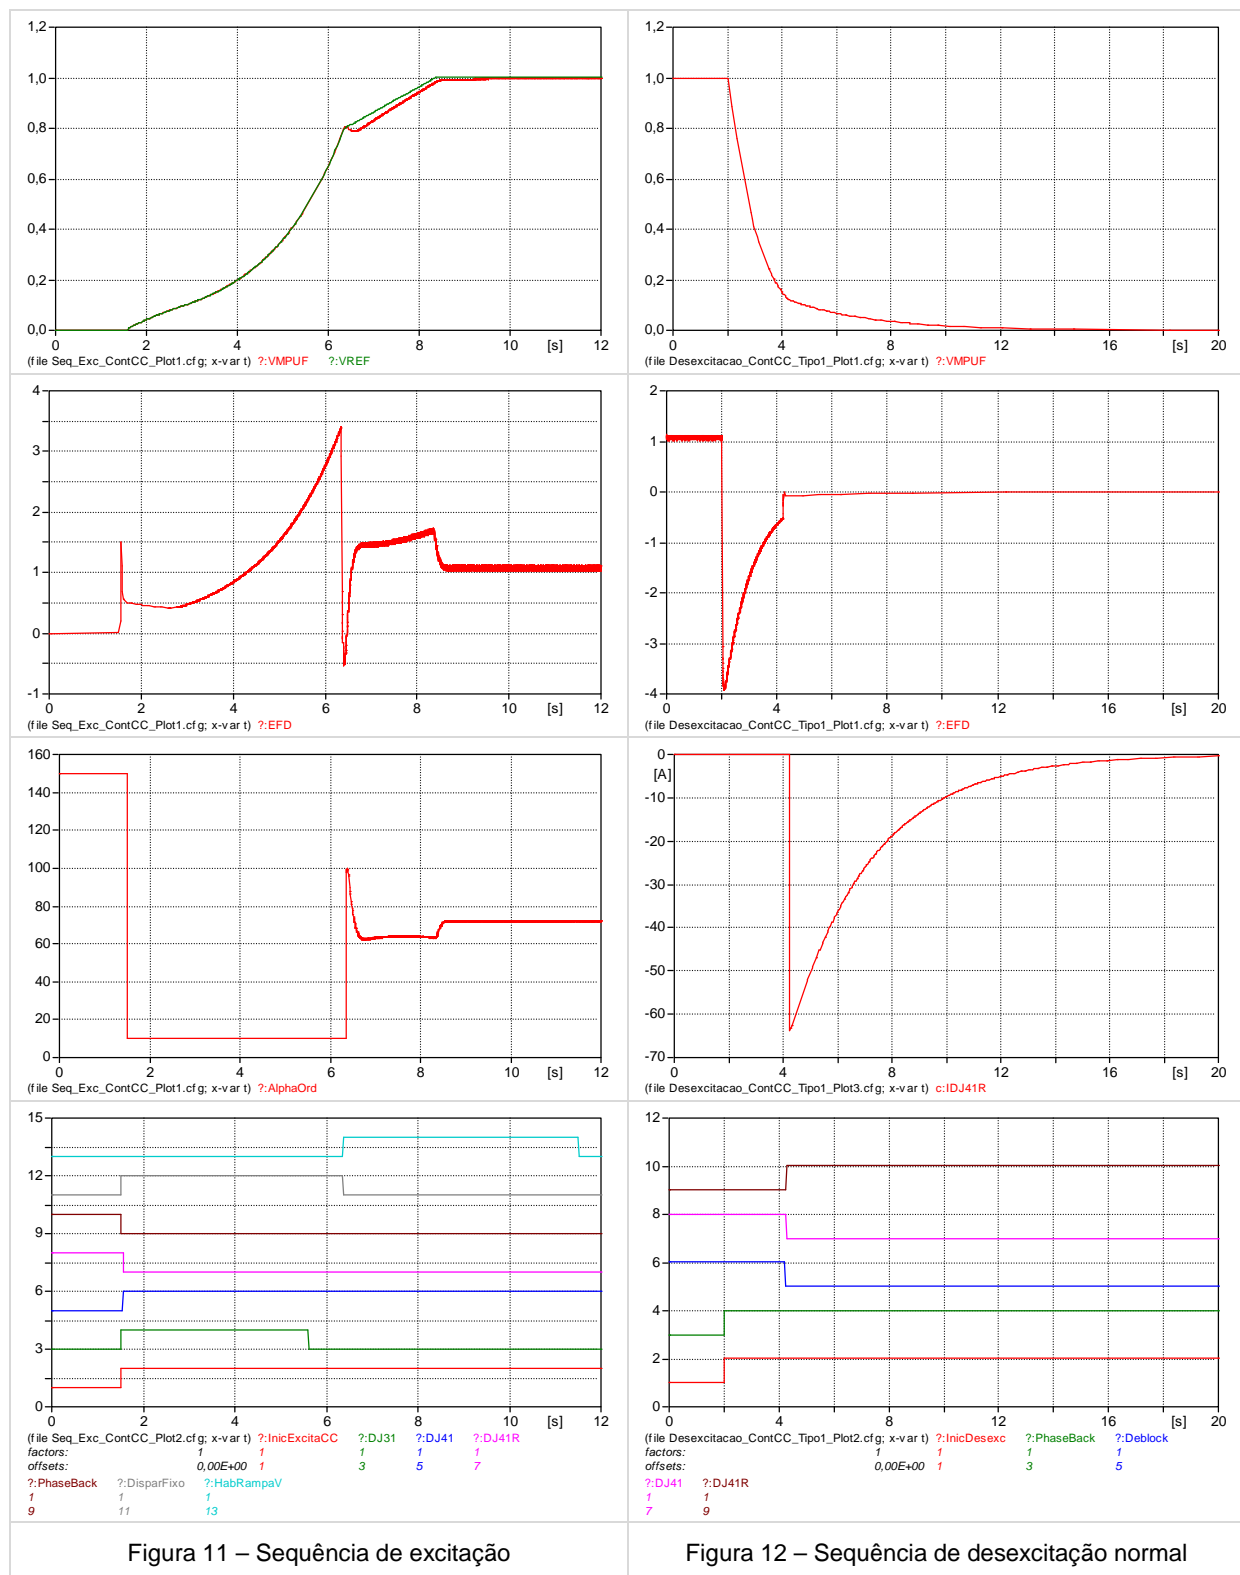 1,2
1,0
0,8
0,6
0,4
0,2
0,0
0 2 4 6 8 10 [s] 12
(file Seq_Exc_ContCC_Plot1.cfg; x-var t) ?:VMPUF ?:VREF
1,2
1,0
0,8
0,6
0,4
0,2
0,0
0 4 8 12 16 [s] 20
(file Desexcitacao_ContCC_Tipo1_Plot1.cfg; x-var t) ?:VMPUF
4
3
2
1
0
-1
0 2 4 6 8 10 [s] 12
(file Seq_Exc_ContCC_Plot1.cfg; x-var t) ?:EFD
2
1
0
-1
-2
-3
-4
0 4 8 12 16 [s] 20
(file Desexcitacao_ContCC_Tipo1_Plot1.cfg; x-var t) ?:EFD
160
140
120
100
80
60
40
20
0
0 2 4 6 8 10 [s] 12
(file Seq_Exc_ContCC_Plot1.cfg; x-var t) ?:AlphaOrd
0
[A]
-10
-20
-30
-40
-50
-60
-70
0 4 8 12 16 [s] 20
(file Desexcitacao_ContCC_Tipo1_Plot3.cfg; x-var t) c:IDJ41R
15
12
9
6
3
0
0 2 4 6 8 10 [s] 12
(file Seq_Exc_ContCC_Plot2.cfg; x-var t) ?:InicExcitaCC ?:DJ31 ?:DJ41 ?:DJ41R
factors: 1 1 1 1 1
offsets: 0,00E+00 1 3 5 7
?:PhaseBack ?:DisparFixo ?:HabRampaV
1 1 1
9 11 13
12
10
8
6
4
2
0
0 4 8 12 16 [s] 20
(file Desexcitacao_ContCC_Tipo1_Plot2.cfg; x-var t) ?:InicDesexc ?:PhaseBack ?:Deblock
factors: 1 1 1 1
offsets: 0,00E+00 1 3 5
?:DJ41 ?:DJ41R
1 1
7 9
Figura 11 – Sequência de excitação
Figura 12 – Sequência de desexcitação normal